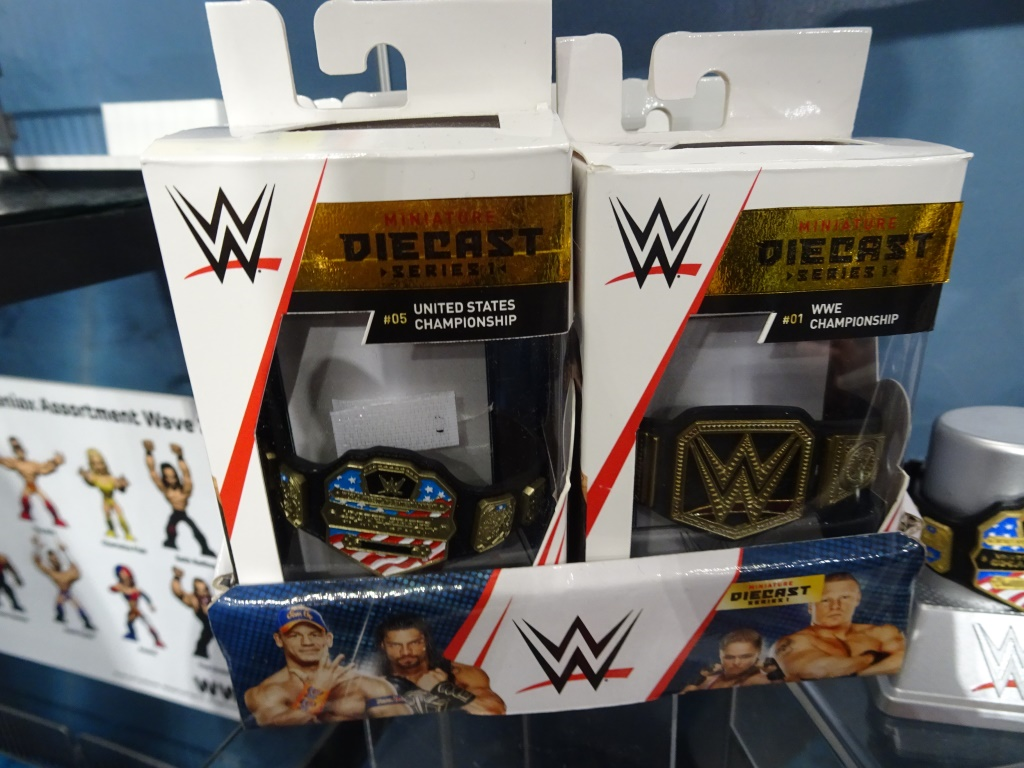 MINIATURE
DIECAST
SERIES 1
#05 UNITED STATES
CHAMPIONSHIP
MINIATURE
DIECAST
SERIES 1
#01 WWE
CHAMPIONSHIP
Assortment Wave
MINIATURE
DIECAST
SERIES 1